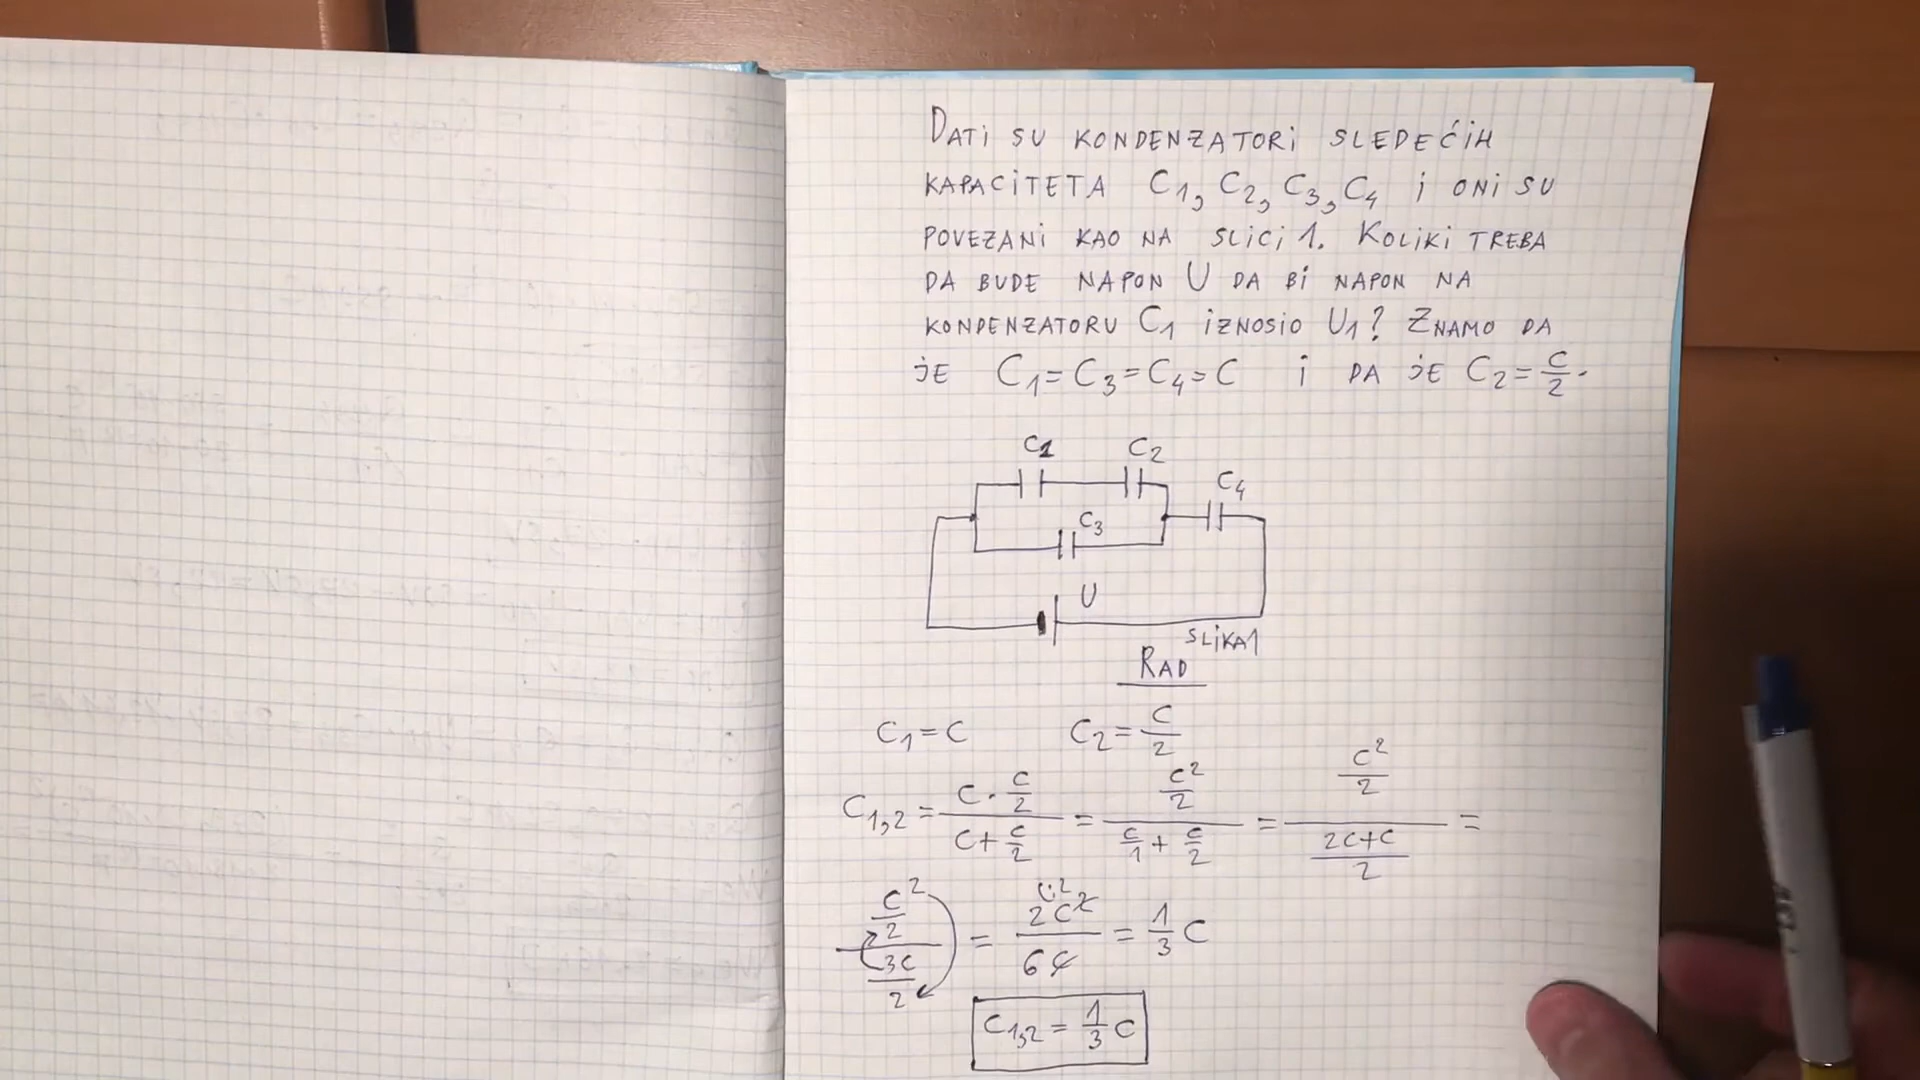 DATI SU KONDENZATORI SLEDEĆIH
KAPACITETA C1, C2, C3, C4 i ONI SU
POVEZANI KAO NA SLICI 1. KOLIKI TREBA
DA BUDE NAPON U DA BI NAPON NA
KONDENZATORU C1 IZNOSIO U1? ZNAMO DA
JE C1=C3=C4=C i DA JE C2=C/2.
C1 C2
C4
C3
U
SLIKA1
RAD
C1=C C2=C/2
C1,2 = (C·C/2)/(C+C/2) = (C²/2)/(C/1+C/2) = (C²/2)/((2C+C)/2) =
(C²/2)/(3C/2) = 2C²/6C = 1/3 C
C1,2 = 1/3 C